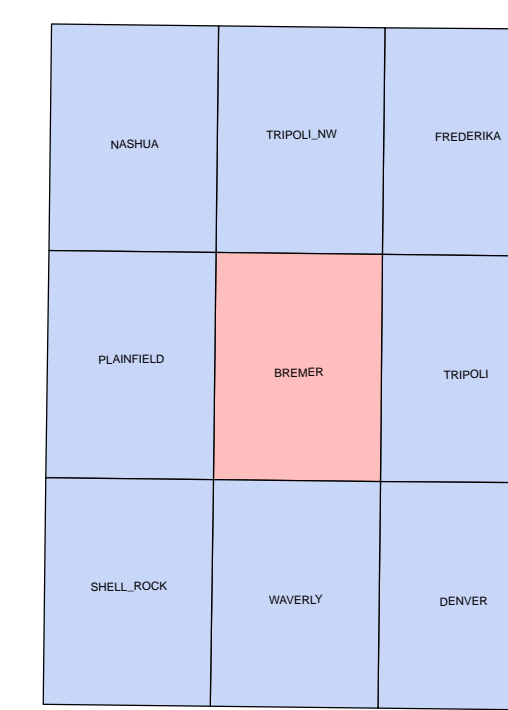 NASHUA
TRIPOLI_NW
FREDERIKA
PLAINFIELD
BREMER
TRIPOLI
SHELL_ROCK
WAVERLY
DENVER